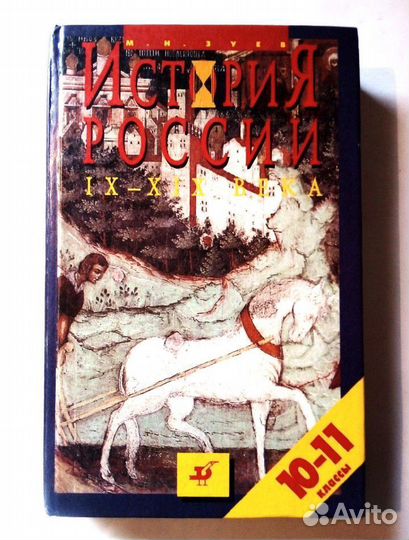 М И ЗУЕВ
ИСТОРИЯ
РОССИИ
IX–XIX ВЕКА
10-11
классы
Avito